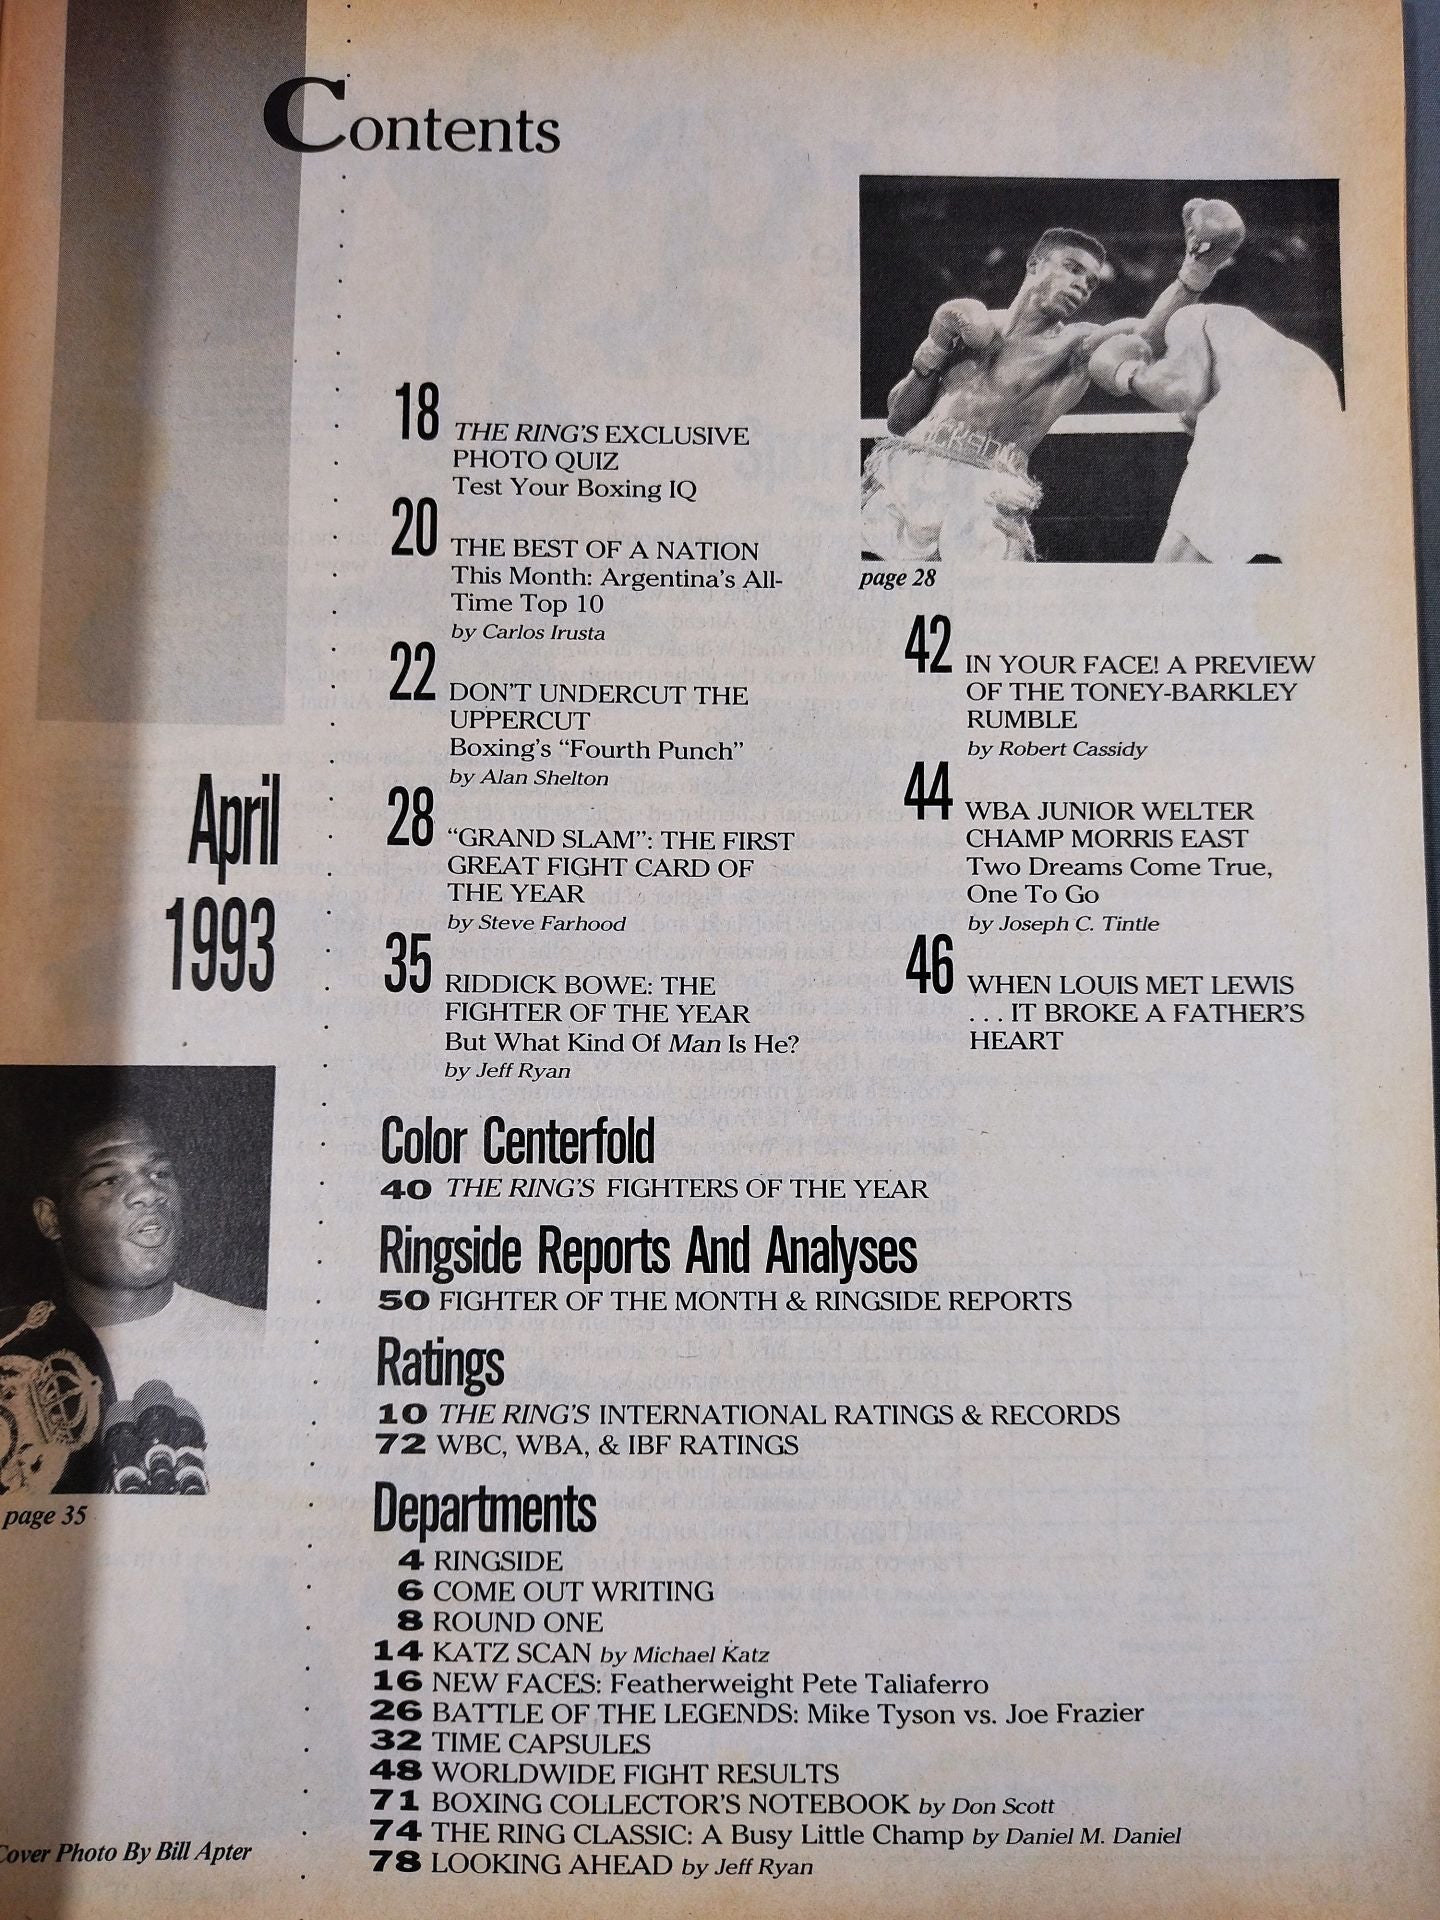 Contents
18
THE RING'S EXCLUSIVE
PHOTO QUIZ
Test Your Boxing IQ
20
THE BEST OF A NATION
This Month: Argentina's All-
Time Top 10
by Carlos Irusta
22
DON'T UNDERCUT THE
UPPERCUT
Boxing's “Fourth Punch”
by Alan Shelton
28
“GRAND SLAM”: THE FIRST
GREAT FIGHT CARD OF
THE YEAR
by Steve Farhood
35
RIDDICK BOWE: THE
FIGHTER OF THE YEAR
But What Kind Of Man Is He?
by Jeff Ryan
page 28
42
IN YOUR FACE! A PREVIEW
OF THE TONEY-BARKLEY
RUMBLE
by Robert Cassidy
44
WBA JUNIOR WELTER
CHAMP MORRIS EAST
Two Dreams Come True,
One To Go
by Joseph C. Tintle
46
WHEN LOUIS MET LEWIS
. . . IT BROKE A FATHER'S
HEART
April
1993
page 35
Color Centerfold
40 THE RING'S FIGHTERS OF THE YEAR
Ringside Reports And Analyses
50 FIGHTER OF THE MONTH & RINGSIDE REPORTS
Ratings
10 THE RING'S INTERNATIONAL RATINGS & RECORDS
72 WBC, WBA, & IBF RATINGS
Departments
4 RINGSIDE
6 COME OUT WRITING
8 ROUND ONE
14 KATZ SCAN by Michael Katz
16 NEW FACES: Featherweight Pete Taliaferro
26 BATTLE OF THE LEGENDS: Mike Tyson vs. Joe Frazier
32 TIME CAPSULES
48 WORLDWIDE FIGHT RESULTS
71 BOXING COLLECTOR'S NOTEBOOK by Don Scott
74 THE RING CLASSIC: A Busy Little Champ by Daniel M. Daniel
78 LOOKING AHEAD by Jeff Ryan
Cover Photo By Bill Apter